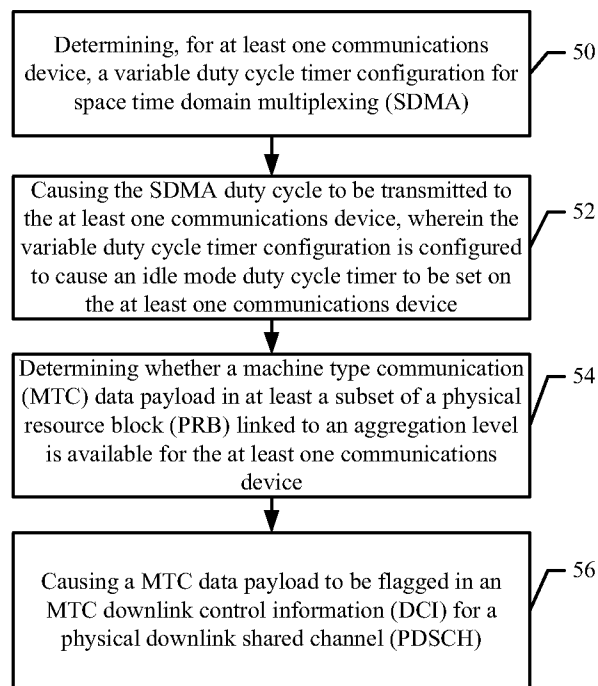 Determining, for at least one communications
device, a variable duty cycle timer configuration for
space time domain multiplexing (SDMA)
50
Causing the SDMA duty cycle to be transmitted to
the at least one communications device, wherein the
variable duty cycle timer configuration is configured
to cause an idle mode duty cycle timer to be set on
the at least one communications device
52
Determining whether a machine type communication
(MTC) data payload in at least a subset of a physical
resource block (PRB) linked to an aggregation level
is available for the at least one communications
device
54
Causing a MTC data payload to be flagged in an
MTC downlink control information (DCI) for a
physical downlink shared channel (PDSCH)
56